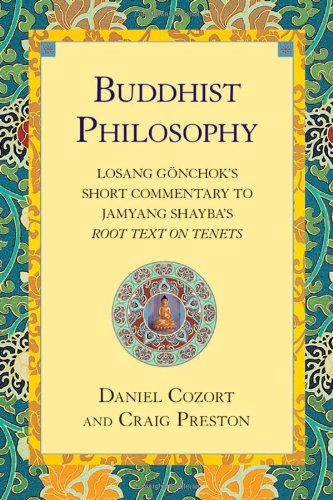 BUDDHIST
PHILOSOPHY
LOSANG GÖNCHOK'S
SHORT COMMENTARY TO
JAMYANG SHAYBA'S
ROOT TEXT ON TENETS
DANIEL COZORT
AND CRAIG PRESTON